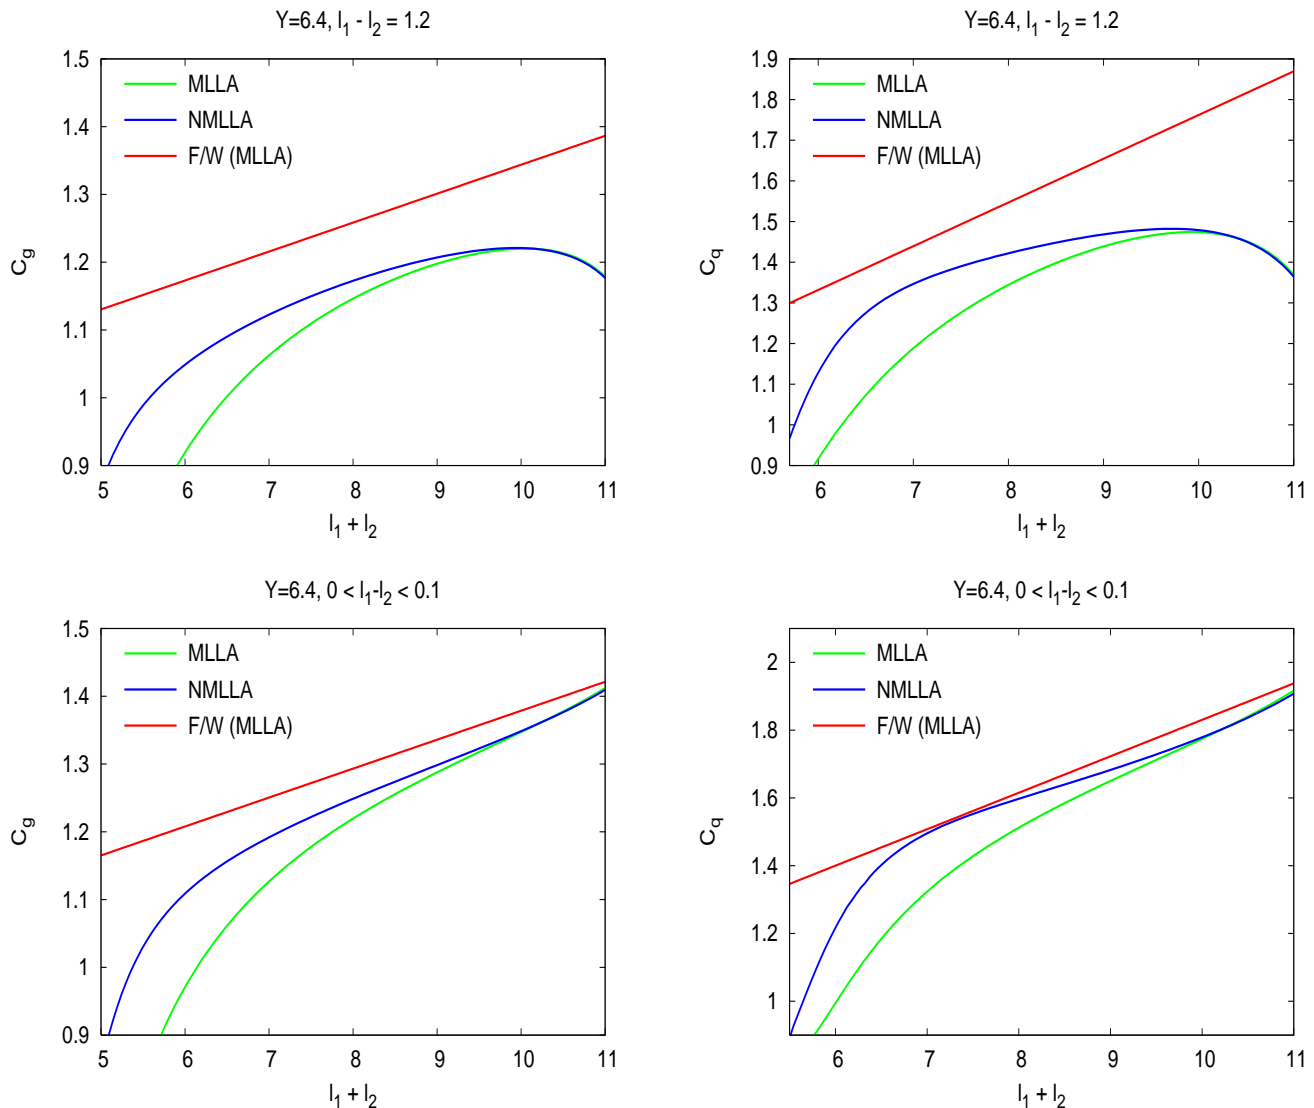 Y=6.4, l1 - l2 = 1.2
1.5
1.4
1.3
1.2
1.1
1
0.9
5 6 7 8 9 10 11
Cg
l1 + l2
MLLA
NMLLA
F/W (MLLA)
Y=6.4, l1 - l2 = 1.2
1.9
1.8
1.7
1.6
1.5
1.4
1.3
1.2
1.1
1
0.9
6 7 8 9 10 11
Cq
l1 + l2
MLLA
NMLLA
F/W (MLLA)
Y=6.4, 0 < l1-l2 < 0.1
1.5
1.4
1.3
1.2
1.1
1
0.9
5 6 7 8 9 10 11
Cg
l1 + l2
MLLA
NMLLA
F/W (MLLA)
Y=6.4, 0 < l1-l2 < 0.1
2
1.8
1.6
1.4
1.2
1
6 7 8 9 10 11
Cq
l1 + l2
MLLA
NMLLA
F/W (MLLA)